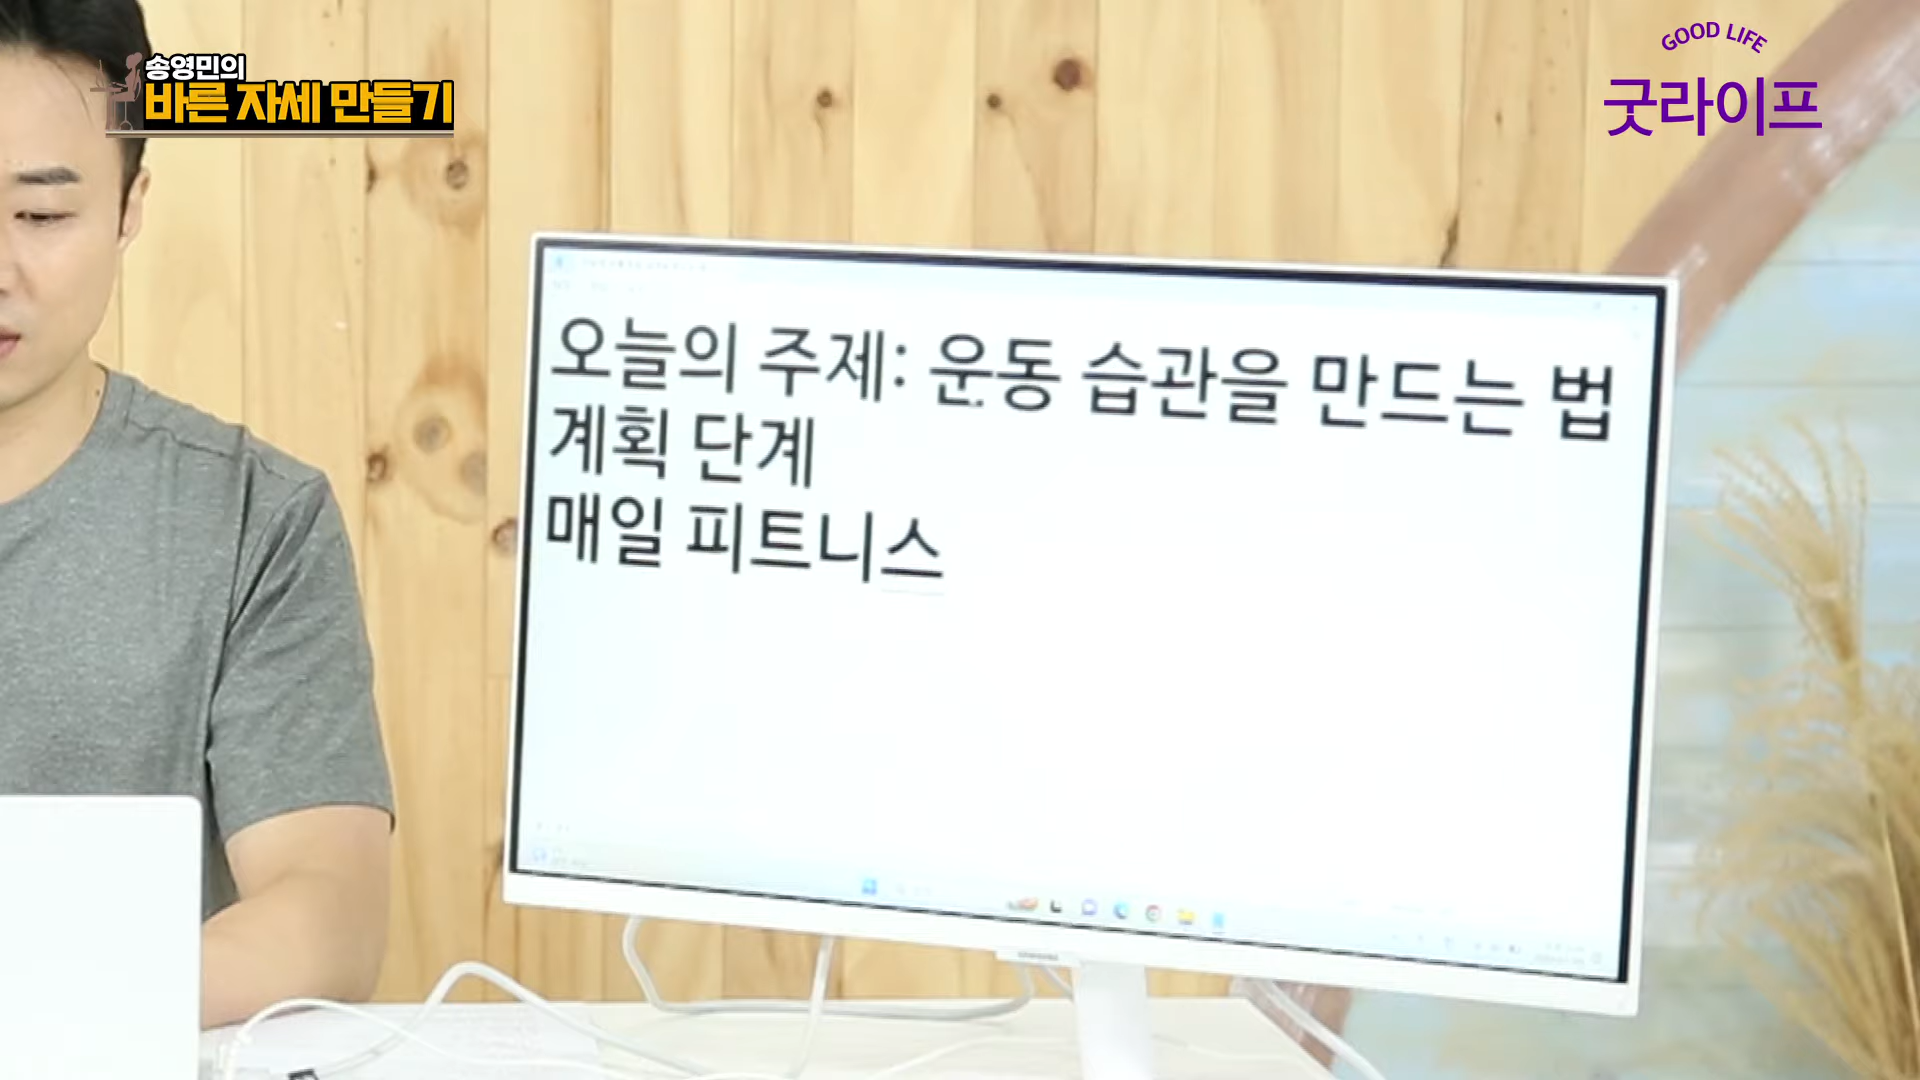 송영민의
바른 자세 만들기
GOOD LIFE
굿라이프
오늘의 주제: 운동 습관을 만드는 법
계획 단계
매일 피트니스
SAMSUNG